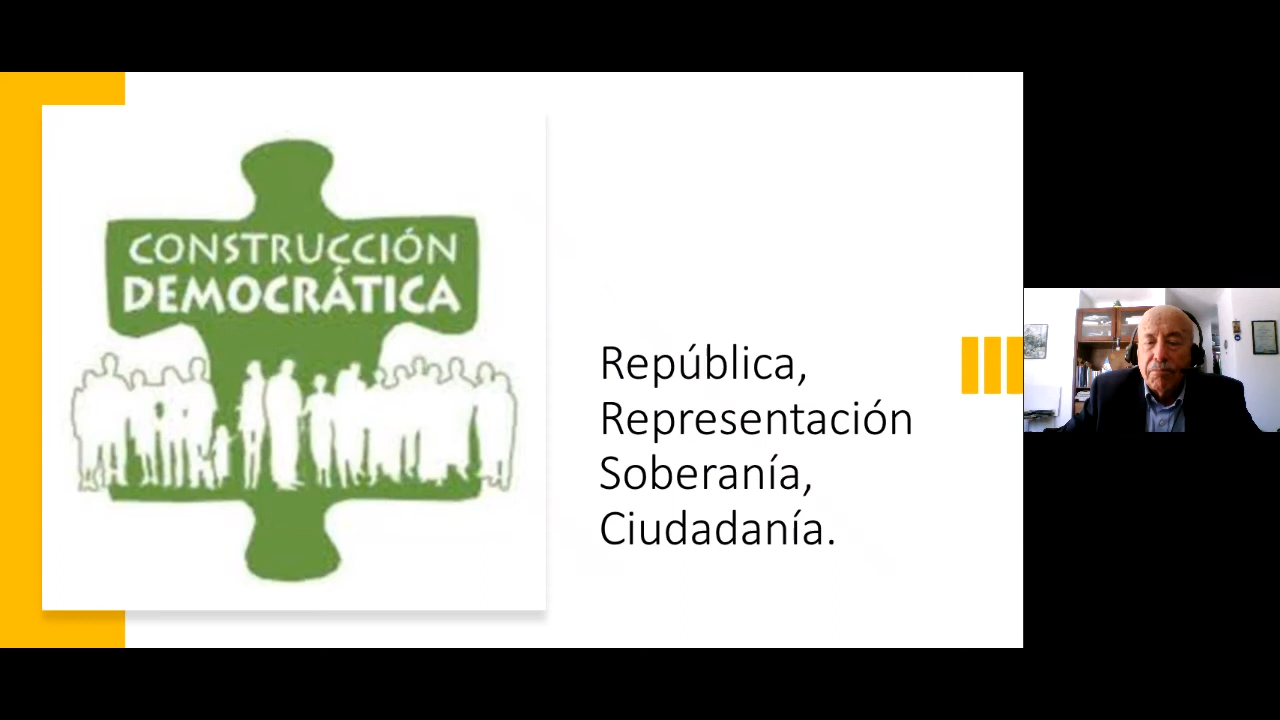 CONSTRUCCIÓN
DEMOCRÁTICA
República,
Representación
Soberanía,
Ciudadanía.